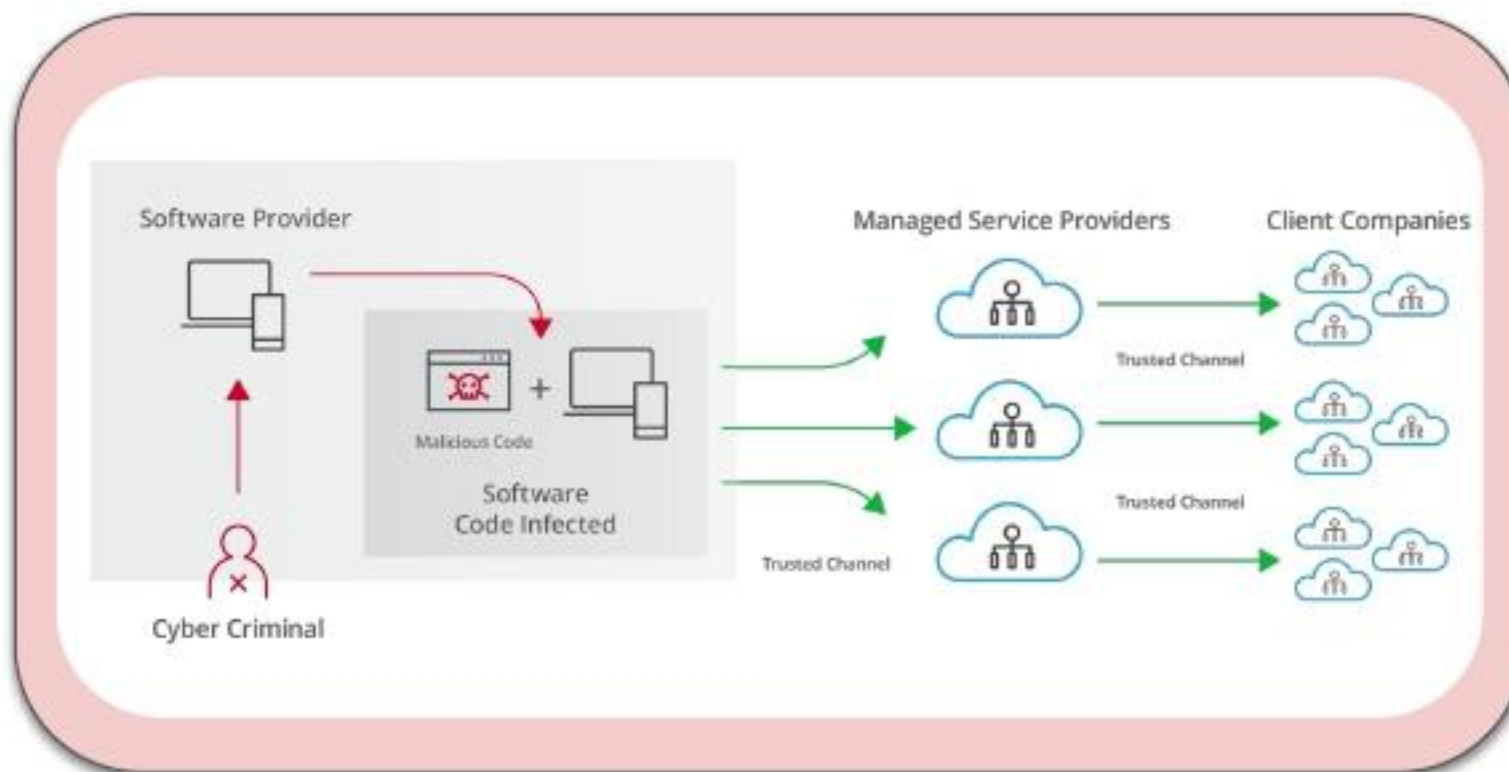 Software Provider
Managed Service Providers
Client Companies
Malicious Code
+
Software
Code Infected
Trusted Channel
Trusted Channel
Trusted Channel
Cyber Criminal